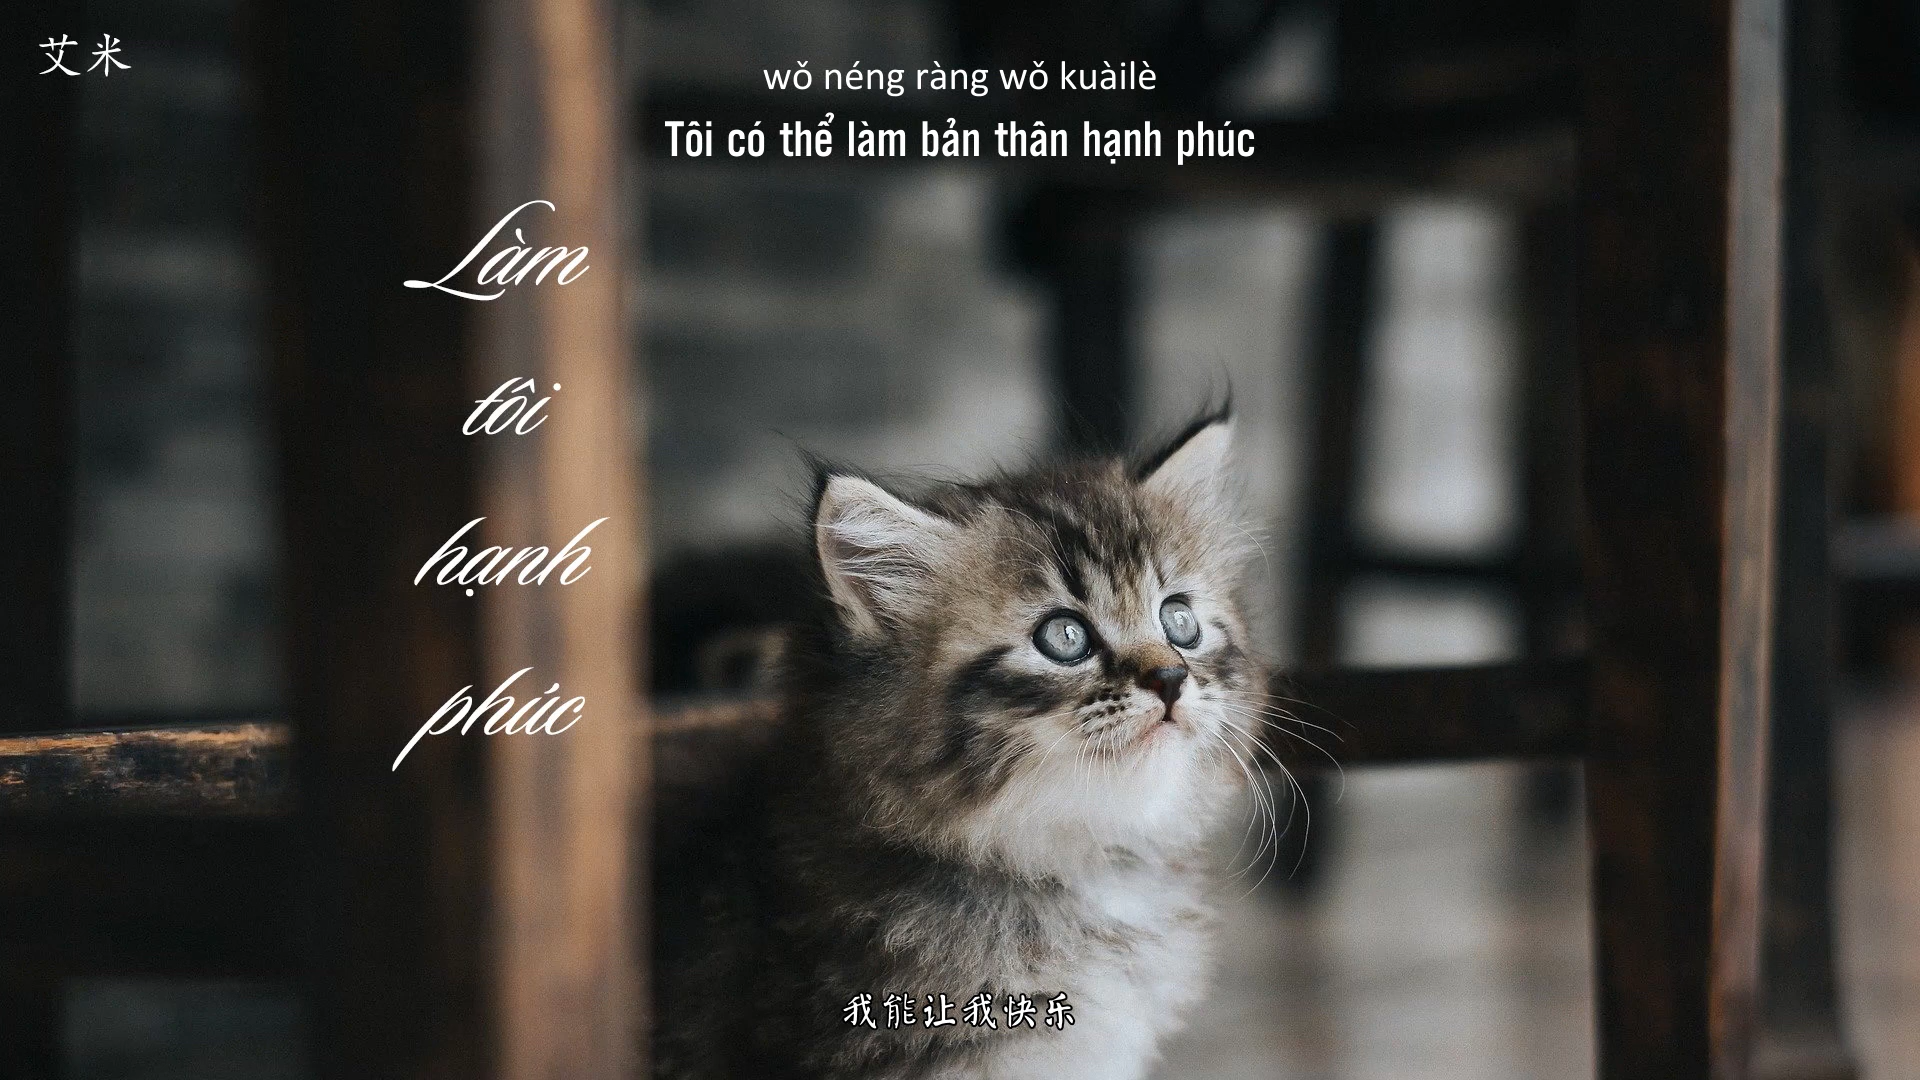 艾米
wǒ néng ràng wǒ kuàilè
Tôi có thể làm bản thân hạnh phúc
Làm
tôi
hạnh
phúc
我能让我快乐